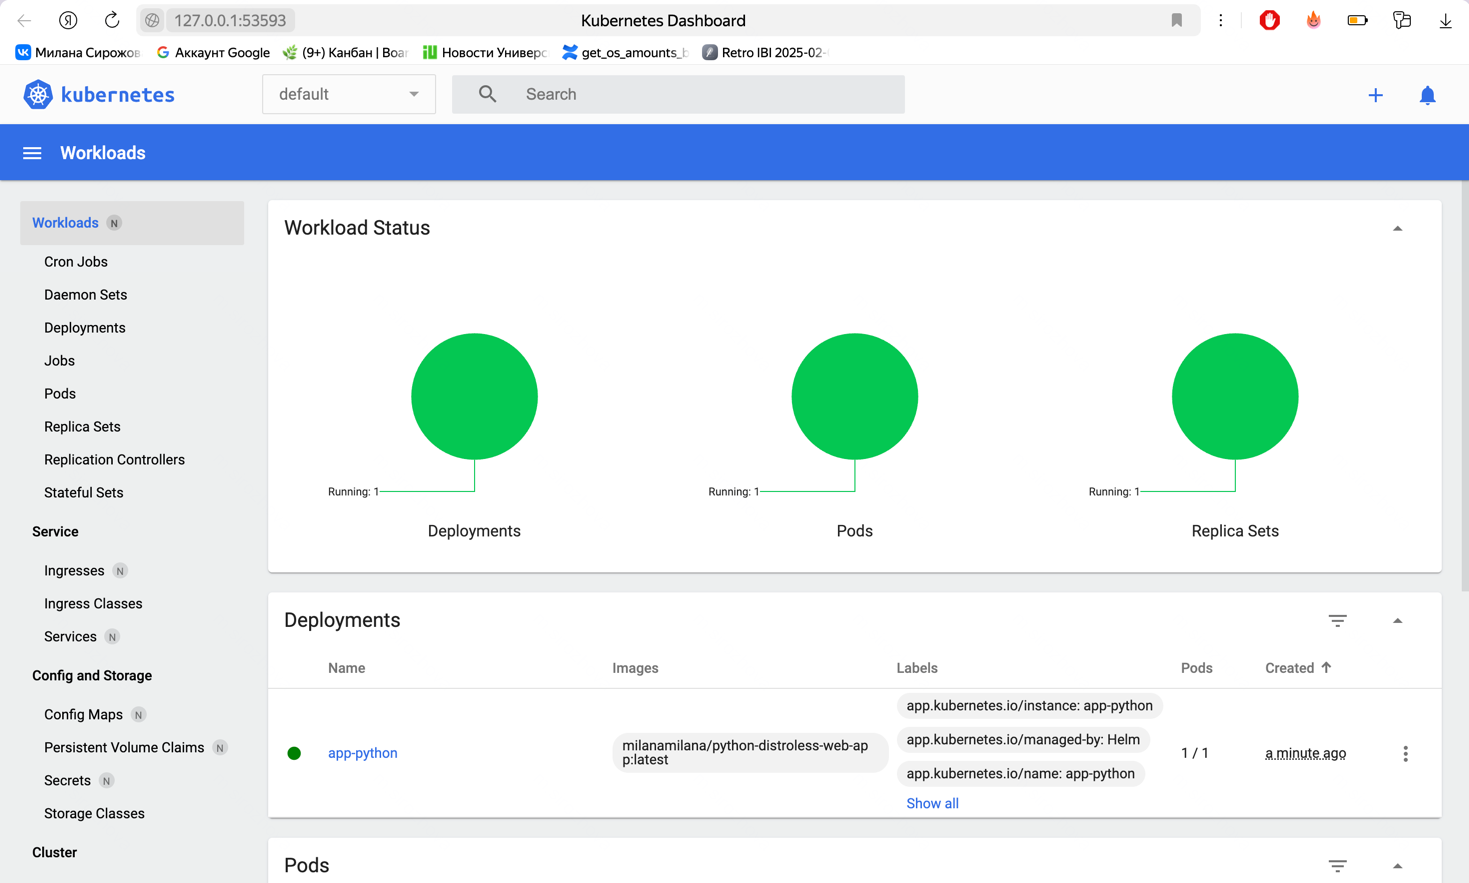 Я
127.0.0.1:53593
Kubernetes Dashboard
Милана Сирожов
Аккаунт Google
(9+) Канбан | Boar
Новости Универс
get_os_amounts_b
Retro IBI 2025-02-
kubernetes
default
Search
Workloads
Workloads N
Cron Jobs
Daemon Sets
Deployments
Jobs
Pods
Replica Sets
Replication Controllers
Stateful Sets
Service
Ingresses N
Ingress Classes
Services N
Config and Storage
Config Maps N
Persistent Volume Claims N
Secrets N
Storage Classes
Cluster
Workload Status
Running: 1
Deployments
Running: 1
Pods
Running: 1
Replica Sets
Deployments
Name Images Labels Pods Created
app-python
milanamilana/python-distroless-web-ap
p:latest
app.kubernetes.io/instance: app-python
app.kubernetes.io/managed-by: Helm
app.kubernetes.io/name: app-python
Show all
1 / 1
a minute ago
Pods